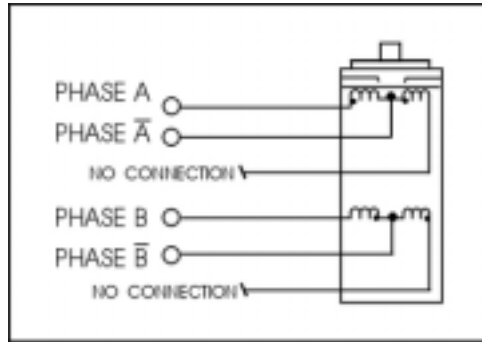 PHASE A
PHASE A̅
NO CONNECTION
PHASE B
PHASE B̅
NO CONNECTION